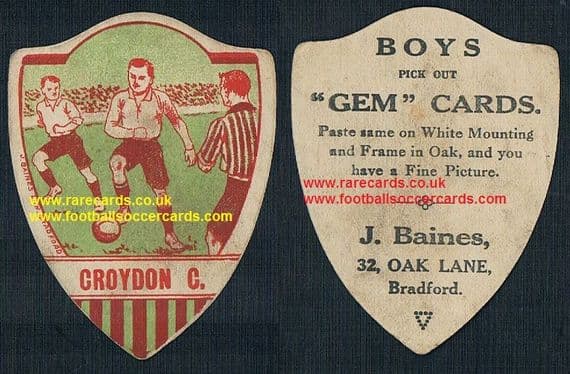 J. BAINES
BRADFORD
www.rarecards.co.uk
www.footballsoccercards.com
CROYDON C.
BOYS
PICK OUT
"GEM" CARDS.
Paste same on White Mounting
and Frame in Oak, and you
have a Fine Picture.
www.rarecards.co.uk
www.footballsoccercards.com
J. Baines,
32, OAK LANE,
Bradford.